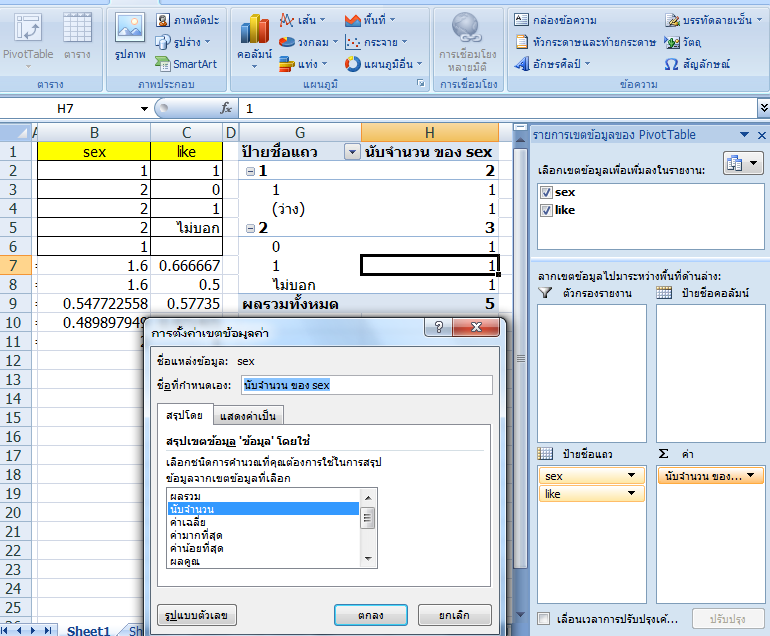 PivotTable ตาราง รูปภาพ ภาพตัดปะ รูปร่าง SmartArt คอลัมน์ เส้น วงกลม แท่ง พื้นที่ กระจาย แผนภูมิอื่น การเชื่อมโยงหลายมิติ กล่องข้อความ หัวกระดาษและท้ายกระดาษ อักษรศิลป์ บรรทัดลายเซ็น วัตถุ สัญลักษณ์
ตาราง ภาพประกอบ แผนภูมิ การเชื่อมโยง ข้อความ
H7 fx 1
A B C D G H
รายการเขตข้อมูลของ PivotTable
1 sex like ป้ายชื่อแถว นับจำนวน ของ sex
2 1 1 1 2
3 2 0 1 1
4 2 1 (ว่าง) 1
5 2 ไม่บอก 2 3
6 1 0 1
7 = 1.6 0.666667 1 1
8 = 1.6 0.5 ไม่บอก 1
9 = 0.547722558 0.57735 ผลรวมทั้งหมด 5
10 = 0.489897949
11 =
12
13
14
15
16
17
18
19
20
21
22
23
24
25
Sheet1 Sh
การตั้งค่าเขตข้อมูลค่า
ชื่อแหล่งข้อมูล: sex
ชื่อที่กำหนดเอง: นับจำนวน ของ sex
สรุปโดย แสดงค่าเป็น
สรุปเขตข้อมูล 'ข้อมูล' โดยใช้
เลือกชนิดการคำนวณที่คุณต้องการใช้ในการสรุป
ข้อมูลจากเขตข้อมูลที่เลือก
ผลรวม
นับจำนวน
ค่าเฉลี่ย
ค่ามากที่สุด
ค่าน้อยที่สุด
ผลคูณ
รูปแบบตัวเลข ตกลง ยกเลิก
เลือกเขตข้อมูลเพื่อเพิ่มลงในรายงาน:
sex
like
ลากเขตข้อมูลไปมาระหว่างพื้นที่ด้านล่าง:
ตัวกรองรายงาน ป้ายชื่อคอลัมน์
ป้ายชื่อแถว Σ ค่า
sex นับจำนวน ของ...
like
เลื่อนเวลาการปรับปรุงเค้... ปรับปรุง